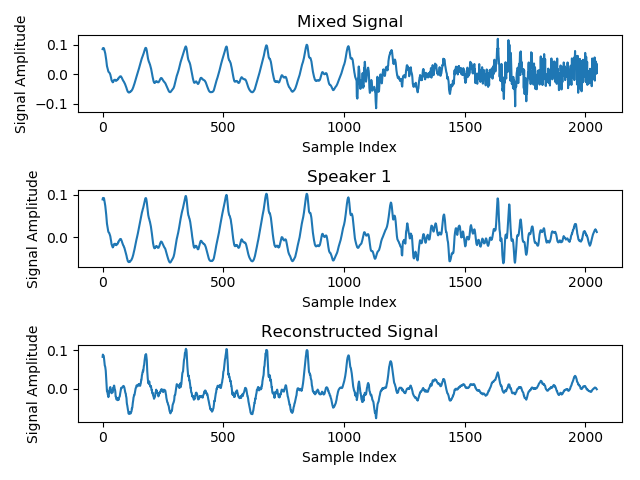 Mixed Signal
Signal Amplitude
0.1
0.0
−0.1
0
500
1000
1500
2000
Sample Index
Speaker 1
Signal Amplitude
0.1
0.0
0
500
1000
1500
2000
Sample Index
Reconstructed Signal
Signal Amplitude
0.1
0.0
0
500
1000
1500
2000
Sample Index